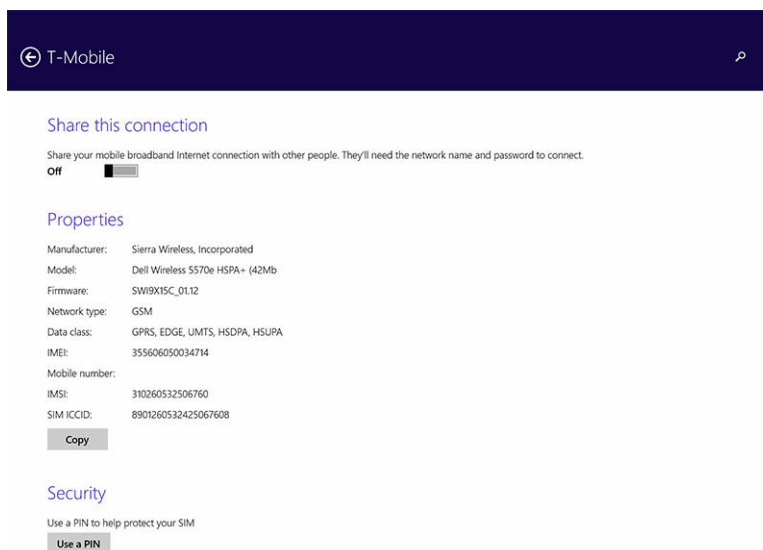 T-Mobile
Share this connection
Share your mobile broadband Internet connection with other people. They'll need the network name and password to connect.
Off
Properties
Manufacturer: Sierra Wireless, Incorporated
Model: Dell Wireless 5570e HSPA+ (42Mb
Firmware: SWI9X15C_01.12
Network type: GSM
Data class: GPRS, EDGE, UMTS, HSDPA, HSUPA
IMEI: 355606050034714
Mobile number:
IMSI: 310260532506760
SIM ICCID: 8901260532425067608
Copy
Security
Use a PIN to help protect your SIM
Use a PIN